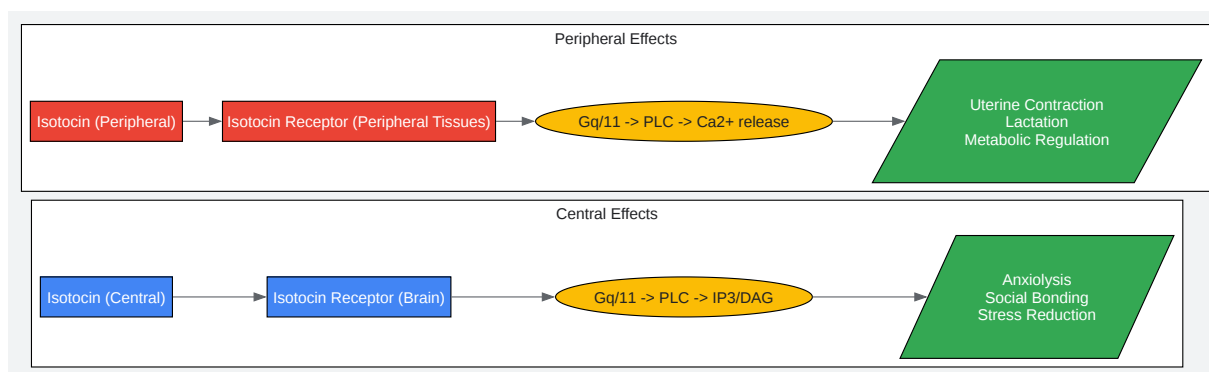 Peripheral Effects
Isotocin (Peripheral)
Isotocin Receptor (Peripheral Tissues)
Gq/11 -> PLC -> Ca2+ release
Uterine Contraction
Lactation
Metabolic Regulation
Central Effects
Isotocin (Central)
Isotocin Receptor (Brain)
Gq/11 -> PLC -> IP3/DAG
Anxiolysis
Social Bonding
Stress Reduction